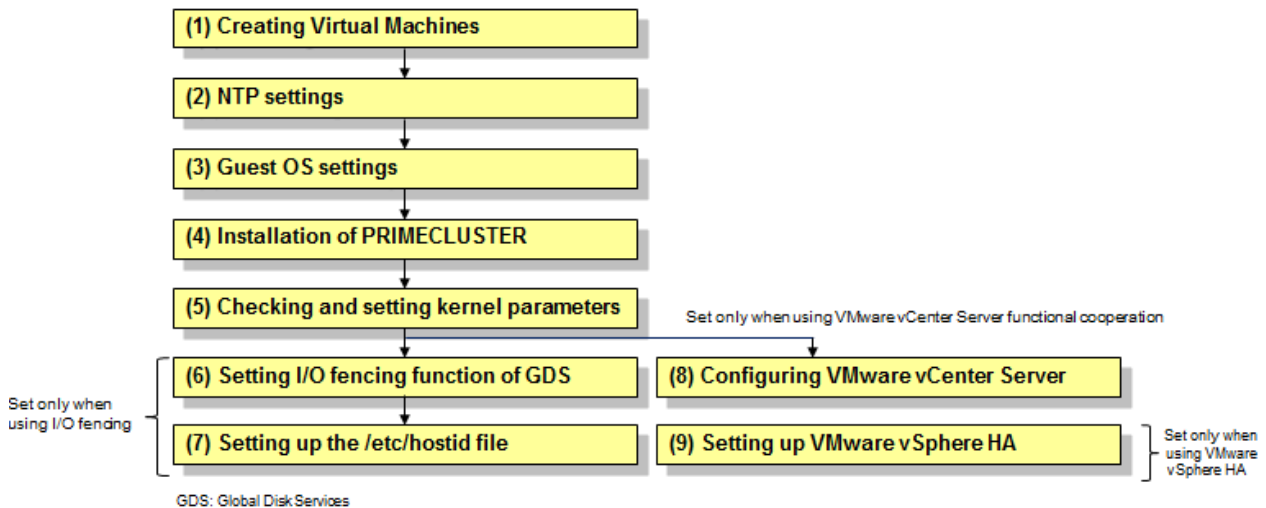 (1) Creating Virtual Machines
(2) NTP settings
(3) Guest OS settings
(4) Installation of PRIMECLUSTER
(5) Checking and setting kernel parameters
Set only when using VMware vCenter Server functional cooperation
(6) Setting I/O fencing function of GDS
(8) Configuring VMware vCenter Server
Set only when
using I/O fencing
(7) Setting up the /etc/hostid file
(9) Setting up VMware vSphere HA
Set only when
using VMware
vSphere HA
GDS: Global Disk Services